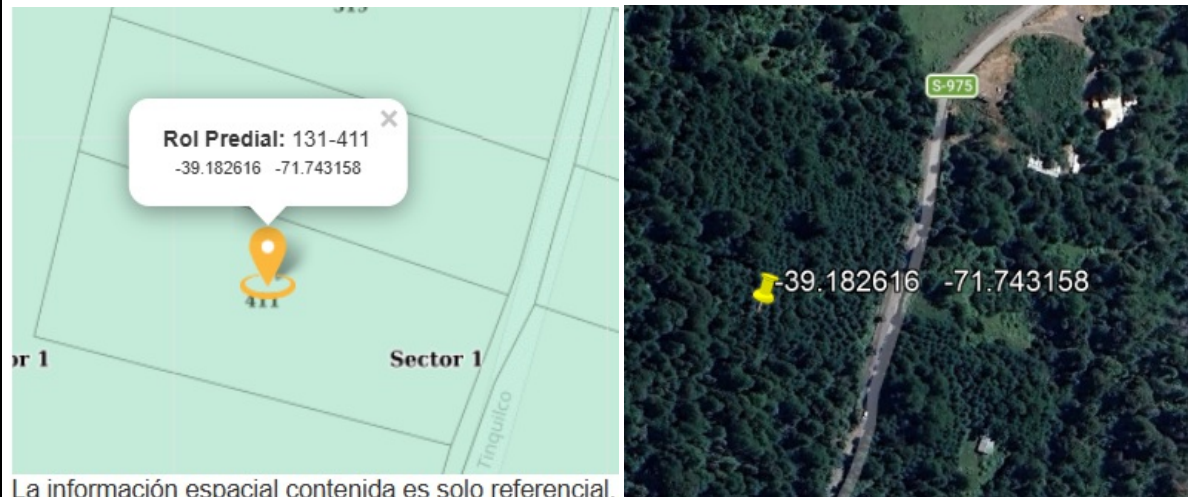 319
Rol Predial: 131-411
-39.182616 -71.743158
411
or 1
Sector 1
Tinquilco
La información espacial contenida es solo referencial.
S-975
-39.182616 -71.743158